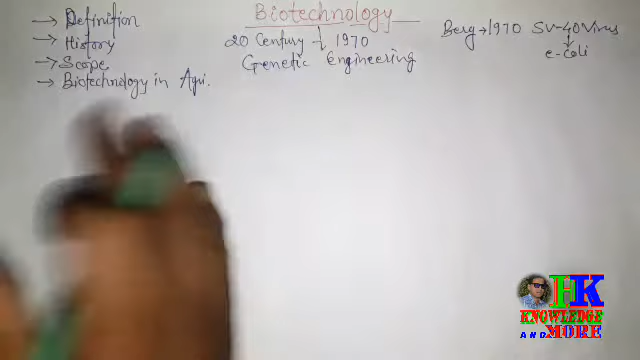 Biotechnology
→ Definition
→ History
→ Scope
→ Biotechnology in Agri.
20 Century → 1970
Genetic Engineering
Berg → 1970 SV-40 Virus
e-Coli
HK
KNOWLEDGE
AND MORE